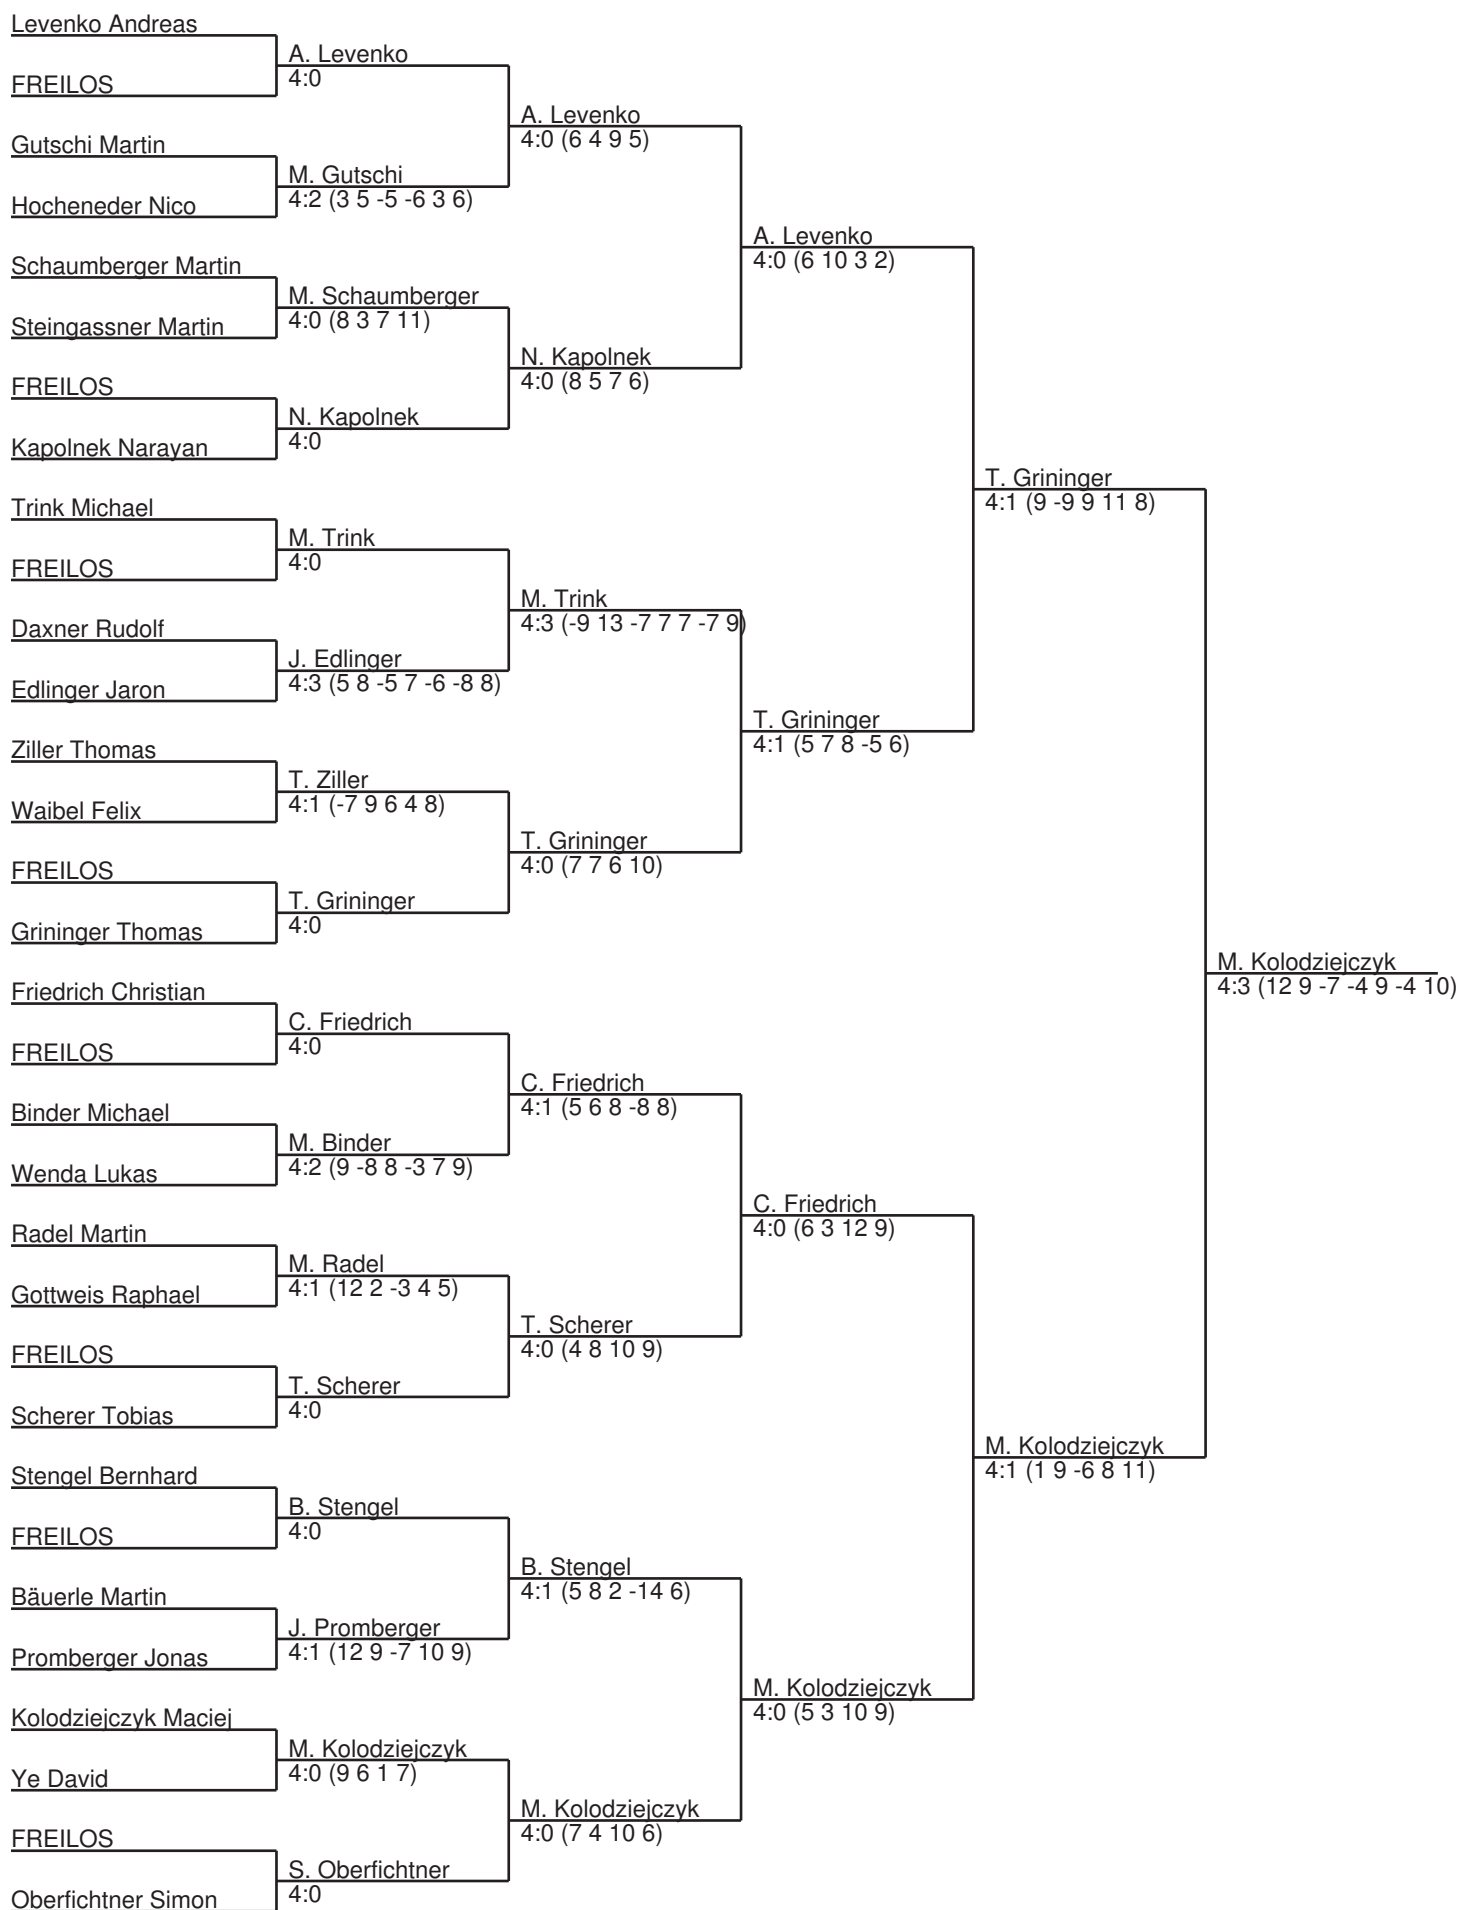 Levenko Andreas
A. Levenko
4:0
FREILOS
A. Levenko
4:0 (6 4 9 5)
Gutschi Martin
M. Gutschi
4:2 (3 5 -5 -6 3 6)
Hocheneder Nico
A. Levenko
4:0 (6 10 3 2)
Schaumberger Martin
M. Schaumberger
4:0 (8 3 7 11)
Steingassner Martin
N. Kapolnek
4:0 (8 5 7 6)
FREILOS
N. Kapolnek
4:0
Kapolnek Narayan
T. Grininger
4:1 (9 -9 9 11 8)
Trink Michael
M. Trink
4:0
FREILOS
M. Trink
4:3 (-9 13 -7 7 7 -7 9)
Daxner Rudolf
J. Edlinger
4:3 (5 8 -5 7 -6 -8 8)
Edlinger Jaron
T. Grininger
4:1 (5 7 8 -5 6)
Ziller Thomas
T. Ziller
4:1 (-7 9 6 4 8)
Waibel Felix
T. Grininger
4:0 (7 7 6 10)
FREILOS
T. Grininger
4:0
Grininger Thomas
M. Kolodziejczyk
4:3 (12 9 -7 -4 9 -4 10)
Friedrich Christian
C. Friedrich
4:0
FREILOS
C. Friedrich
4:1 (5 6 8 -8 8)
Binder Michael
M. Binder
4:2 (9 -8 8 -3 7 9)
Wenda Lukas
C. Friedrich
4:0 (6 3 12 9)
Radel Martin
M. Radel
4:1 (12 2 -3 4 5)
Gottweis Raphael
T. Scherer
4:0 (4 8 10 9)
FREILOS
T. Scherer
4:0
Scherer Tobias
M. Kolodziejczyk
4:1 (1 9 -6 8 11)
Stengel Bernhard
B. Stengel
4:0
FREILOS
B. Stengel
4:1 (5 8 2 -14 6)
Bäuerle Martin
J. Promberger
4:1 (12 9 -7 10 9)
Promberger Jonas
M. Kolodziejczyk
4:0 (5 3 10 9)
Kolodziejczyk Maciej
M. Kolodziejczyk
4:0 (9 6 1 7)
Ye David
M. Kolodziejczyk
4:0 (7 4 10 6)
FREILOS
S. Oberfichtner
4:0
Oberfichtner Simon